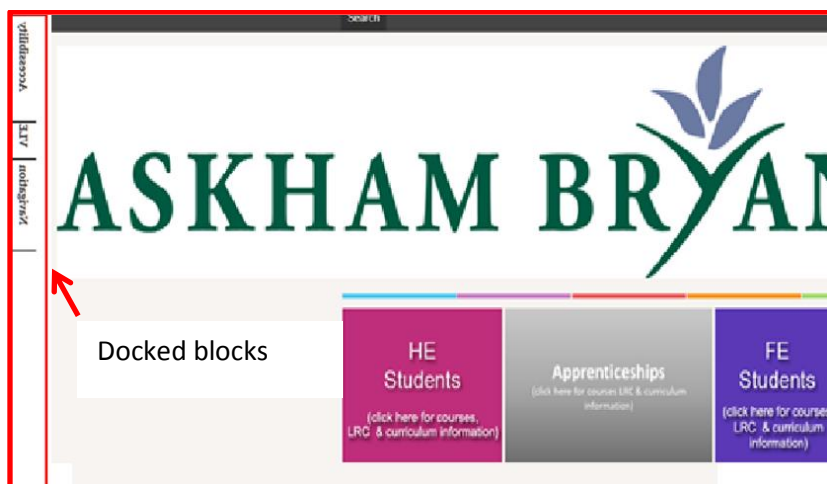 Search
Accessibility
Navigation
ASKHAM BRYAN
Docked blocks
HE
Students
(click here for courses,
LRC & curriculum information)
Apprenticeships
(click here for courses LRC & curriculum
information)
FE
Students
(click here for courses
LRC & curriculum
information)